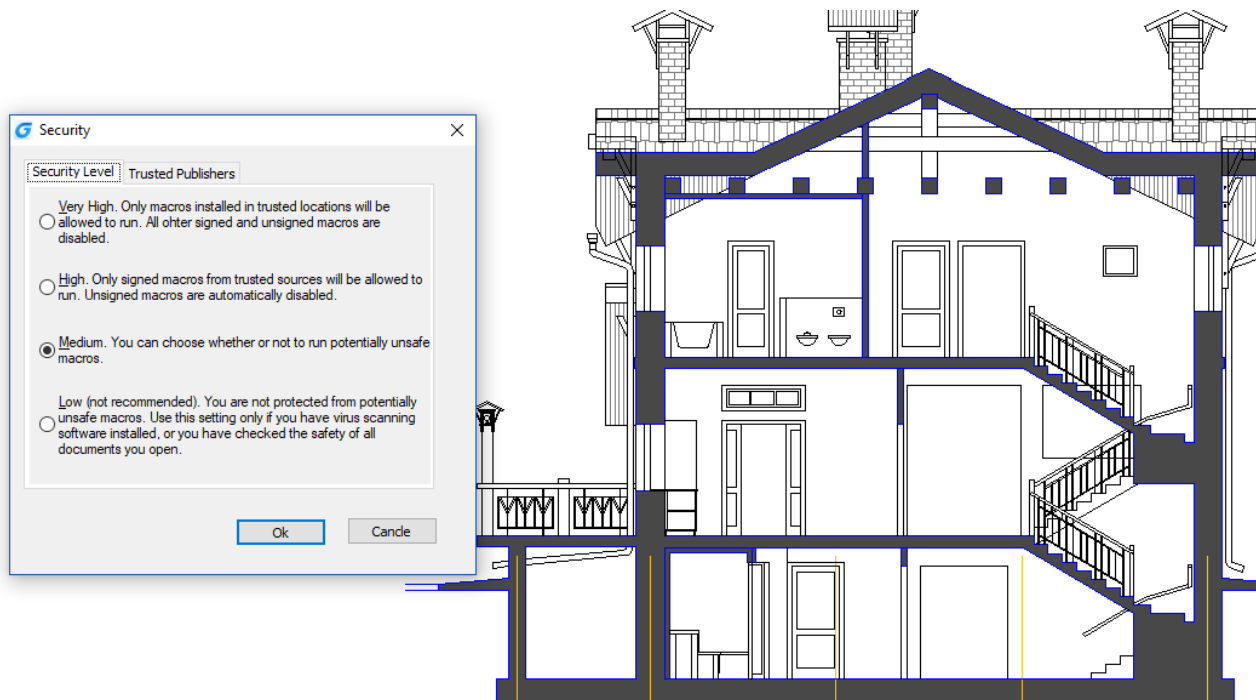 Security
Security Level
Trusted Publishers
Very High. Only macros installed in trusted locations will be
allowed to run. All ohter signed and unsigned macros are
disabled.
High. Only signed macros from trusted sources will be allowed to
run. Unsigned macros are automatically disabled.
Medium. You can choose whether or not to run potentially unsafe
macros.
Low (not recommended). You are not protected from potentially
unsafe macros. Use this setting only if you have virus scanning
software installed, or you have checked the safety of all
documents you open.
Ok
Cancle